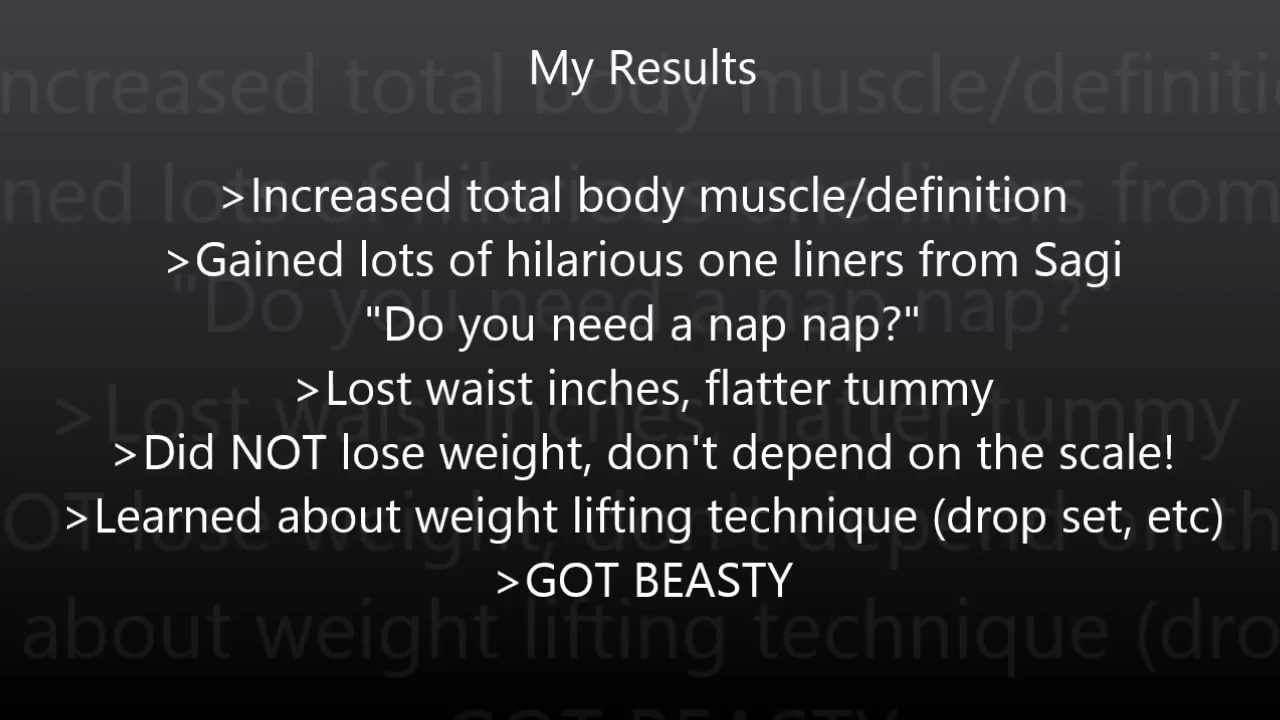 My Results
>Increased total body muscle/definition
>Gained lots of hilarious one liners from Sagi
"Do you need a nap nap?"
>Lost waist inches, flatter tummy
>Did NOT lose weight, don't depend on the scale!
>Learned about weight lifting technique (drop set, etc)
>GOT BEASTY